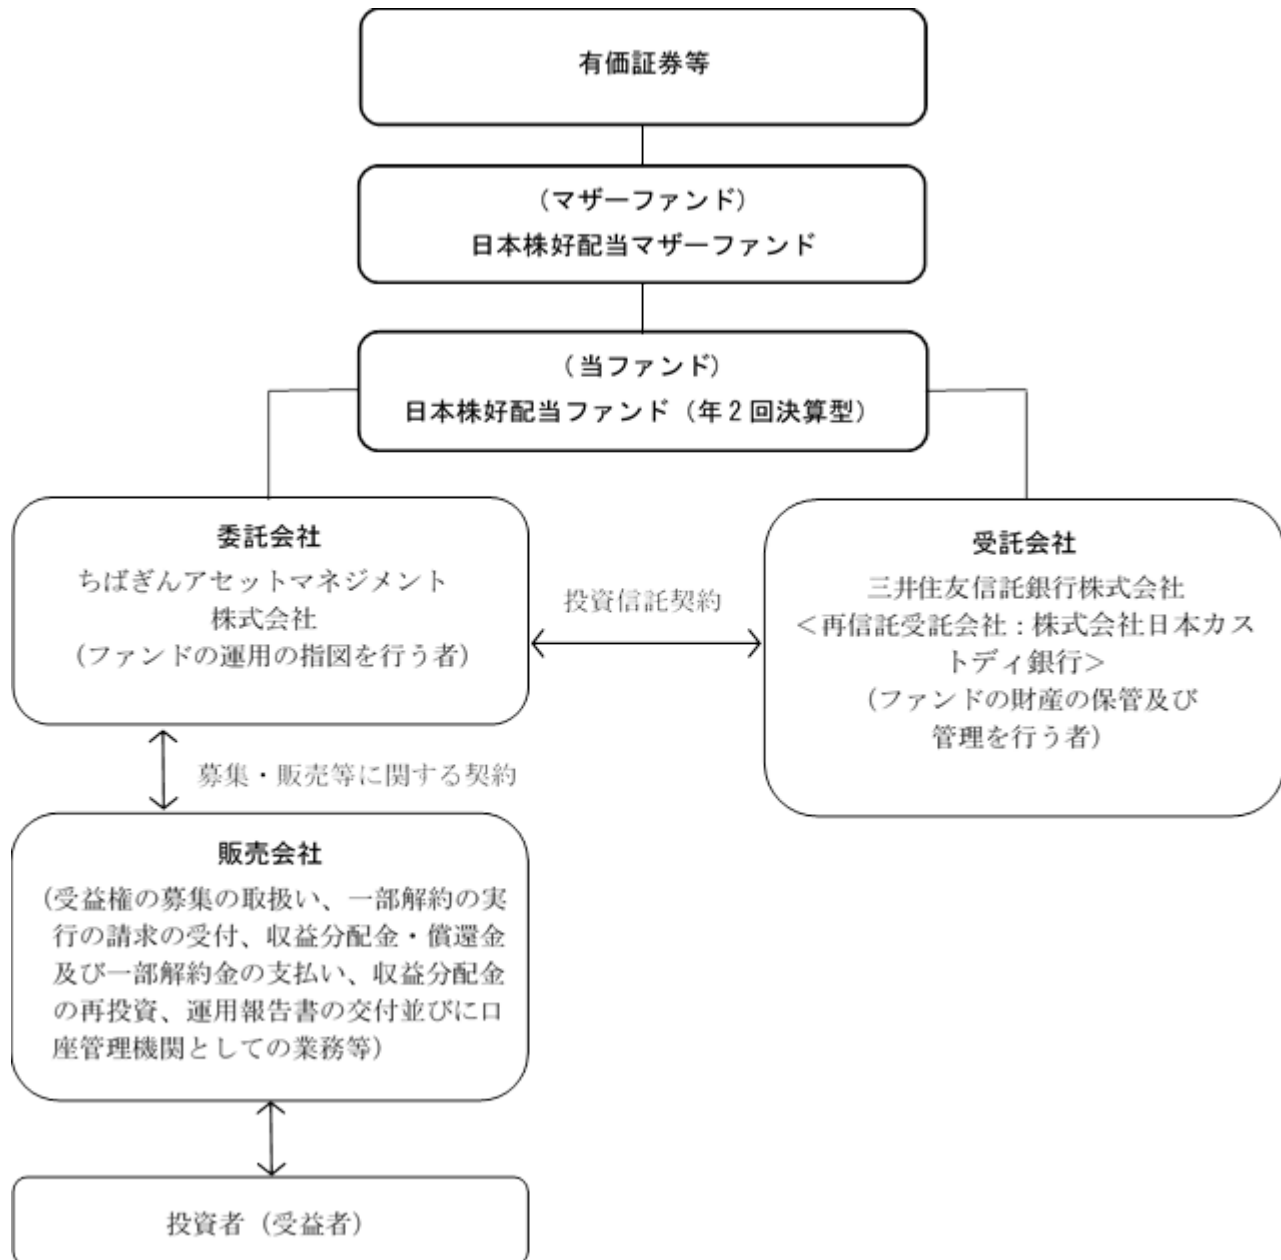 有価証券等
（マザーファンド）
日本株好配当マザーファンド
（当ファンド）
日本株好配当ファンド（年２回決算型）
委託会社
ちばぎんアセットマネジメント
株式会社
（ファンドの運用の指図を行う者）
投資信託契約
受託会社
三井住友信託銀行株式会社
＜再信託受託会社：株式会社日本カス
トディ銀行＞
（ファンドの財産の保管及び
管理を行う者）
募集・販売等に関する契約
販売会社
（受益権の募集の取扱い、一部解約の実
行の請求の受付、収益分配金・償還金
及び一部解約金の支払い、収益分配金
の再投資、運用報告書の交付並びに口
座管理機関としての業務等）
投資者（受益者）